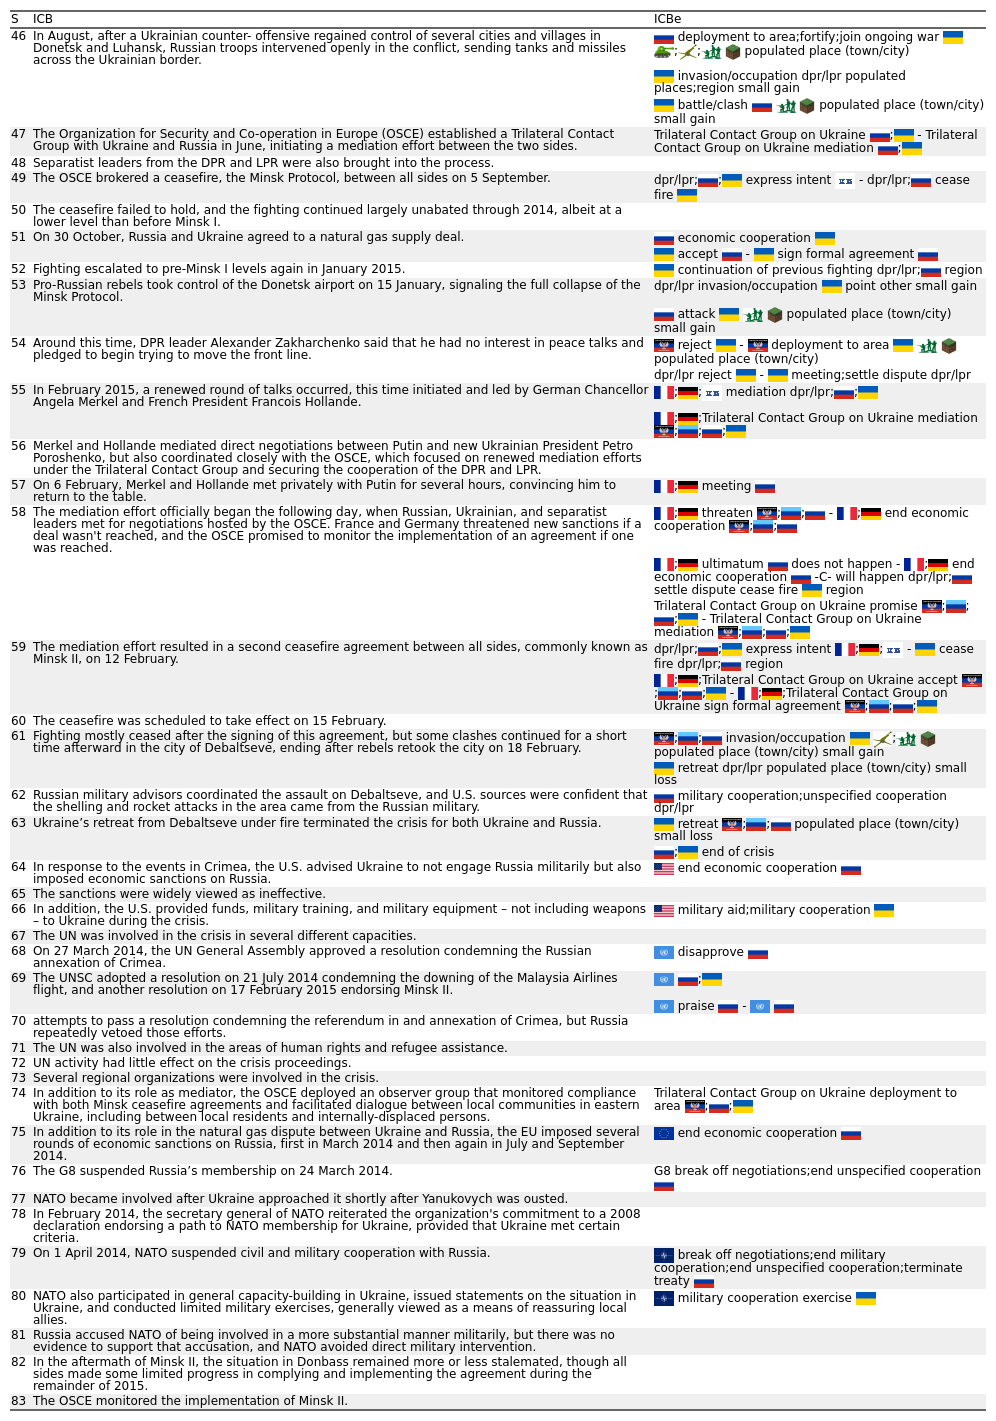 S ICB ICBe
46 In August, after a Ukrainian counter- offensive regained control of several cities and villages in
Donetsk and Luhansk, Russian troops intervened openly in the conflict, sending tanks and missiles
across the Ukrainian border.
deployment to area;fortify;join ongoing war
; ; populated place (town/city)
invasion/occupation dpr/lpr populated
places;region small gain
battle/clash populated place (town/city)
small gain
47 The Organization for Security and Co-operation in Europe (OSCE) established a Trilateral Contact
Group with Ukraine and Russia in June, initiating a mediation effort between the two sides.
Trilateral Contact Group on Ukraine ; - Trilateral
Contact Group on Ukraine mediation ;
48 Separatist leaders from the DPR and LPR were also brought into the process.
49 The OSCE brokered a ceasefire, the Minsk Protocol, between all sides on 5 September.
dpr/lpr; ; express intent - dpr/lpr; cease
fire
50 The ceasefire failed to hold, and the fighting continued largely unabated through 2014, albeit at a
lower level than before Minsk I.
51 On 30 October, Russia and Ukraine agreed to a natural gas supply deal.
economic cooperation
accept - sign formal agreement
52 Fighting escalated to pre-Minsk I levels again in January 2015.
continuation of previous fighting dpr/lpr; region
53 Pro-Russian rebels took control of the Donetsk airport on 15 January, signaling the full collapse of the
Minsk Protocol.
dpr/lpr invasion/occupation point other small gain
attack populated place (town/city)
small gain
54 Around this time, DPR leader Alexander Zakharchenko said that he had no interest in peace talks and
pledged to begin trying to move the front line.
reject - deployment to area
populated place (town/city)
dpr/lpr reject - meeting;settle dispute dpr/lpr
55 In February 2015, a renewed round of talks occurred, this time initiated and led by German Chancellor
Angela Merkel and French President Francois Hollande.
; ; mediation dpr/lpr; ;
; ;Trilateral Contact Group on Ukraine mediation
; ; ;
56 Merkel and Hollande mediated direct negotiations between Putin and new Ukrainian President Petro
Poroshenko, but also coordinated closely with the OSCE, which focused on renewed mediation efforts
under the Trilateral Contact Group and securing the cooperation of the DPR and LPR.
57 On 6 February, Merkel and Hollande met privately with Putin for several hours, convincing him to
return to the table.
; meeting
58 The mediation effort officially began the following day, when Russian, Ukrainian, and separatist
leaders met for negotiations hosted by the OSCE. France and Germany threatened new sanctions if a
deal wasn't reached, and the OSCE promised to monitor the implementation of an agreement if one
was reached.
; threaten ; ; - ; end economic
cooperation ; ;
; ultimatum does not happen - ; end
economic cooperation -C- will happen dpr/lpr;
settle dispute cease fire region
Trilateral Contact Group on Ukraine promise ; ;
; - Trilateral Contact Group on Ukraine
mediation ; ; ;
59 The mediation effort resulted in a second ceasefire agreement between all sides, commonly known as
Minsk II, on 12 February.
dpr/lpr; ; express intent ; ; - cease
fire dpr/lpr; region
; ;Trilateral Contact Group on Ukraine accept
; ; ; - ; ;Trilateral Contact Group on
Ukraine sign formal agreement ; ; ;
60 The ceasefire was scheduled to take effect on 15 February.
61 Fighting mostly ceased after the signing of this agreement, but some clashes continued for a short
time afterward in the city of Debaltseve, ending after rebels retook the city on 18 February.
; ; invasion/occupation ;
populated place (town/city) small gain
retreat dpr/lpr populated place (town/city) small
loss
62 Russian military advisors coordinated the assault on Debaltseve, and U.S. sources were confident that
the shelling and rocket attacks in the area came from the Russian military.
military cooperation;unspecified cooperation
dpr/lpr
63 Ukraine’s retreat from Debaltseve under fire terminated the crisis for both Ukraine and Russia.
retreat ; ; populated place (town/city)
small loss
; end of crisis
64 In response to the events in Crimea, the U.S. advised Ukraine to not engage Russia militarily but also
imposed economic sanctions on Russia.
end economic cooperation
65 The sanctions were widely viewed as ineffective.
66 In addition, the U.S. provided funds, military training, and military equipment – not including weapons
– to Ukraine during the crisis.
military aid;military cooperation
67 The UN was involved in the crisis in several different capacities.
68 On 27 March 2014, the UN General Assembly approved a resolution condemning the Russian
annexation of Crimea.
disapprove
69 The UNSC adopted a resolution on 21 July 2014 condemning the downing of the Malaysia Airlines
flight, and another resolution on 17 February 2015 endorsing Minsk II.
;
praise -
70 attempts to pass a resolution condemning the referendum in and annexation of Crimea, but Russia
repeatedly vetoed those efforts.
71 The UN was also involved in the areas of human rights and refugee assistance.
72 UN activity had little effect on the crisis proceedings.
73 Several regional organizations were involved in the crisis.
74 In addition to its role as mediator, the OSCE deployed an observer group that monitored compliance
with both Minsk ceasefire agreements and facilitated dialogue between local communities in eastern
Ukraine, including between local residents and internally-displaced persons.
Trilateral Contact Group on Ukraine deployment to
area ; ;
75 In addition to its role in the natural gas dispute between Ukraine and Russia, the EU imposed several
rounds of economic sanctions on Russia, first in March 2014 and then again in July and September
2014.
end economic cooperation
76 The G8 suspended Russia’s membership on 24 March 2014.
G8 break off negotiations;end unspecified cooperation
77 NATO became involved after Ukraine approached it shortly after Yanukovych was ousted.
78 In February 2014, the secretary general of NATO reiterated the organization's commitment to a 2008
declaration endorsing a path to NATO membership for Ukraine, provided that Ukraine met certain
criteria.
79 On 1 April 2014, NATO suspended civil and military cooperation with Russia.
break off negotiations;end military
cooperation;end unspecified cooperation;terminate
treaty
80 NATO also participated in general capacity-building in Ukraine, issued statements on the situation in
Ukraine, and conducted limited military exercises, generally viewed as a means of reassuring local
allies.
military cooperation exercise
81 Russia accused NATO of being involved in a more substantial manner militarily, but there was no
evidence to support that accusation, and NATO avoided direct military intervention.
82 In the aftermath of Minsk II, the situation in Donbass remained more or less stalemated, though all
sides made some limited progress in complying and implementing the agreement during the
remainder of 2015.
83 The OSCE monitored the implementation of Minsk II.